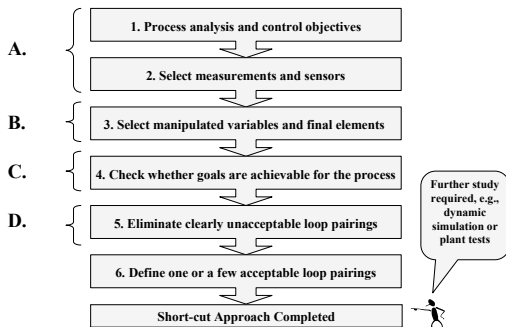 A.
1. Process analysis and control objectives
2. Select measurements and sensors
B.
3. Select manipulated variables and final elements
C.
4. Check whether goals are achievable for the process
D.
5. Eliminate clearly unacceptable loop pairings
6. Define one or a few acceptable loop pairings
Short-cut Approach Completed
Further study
required, e.g.,
dynamic
simulation or
plant tests